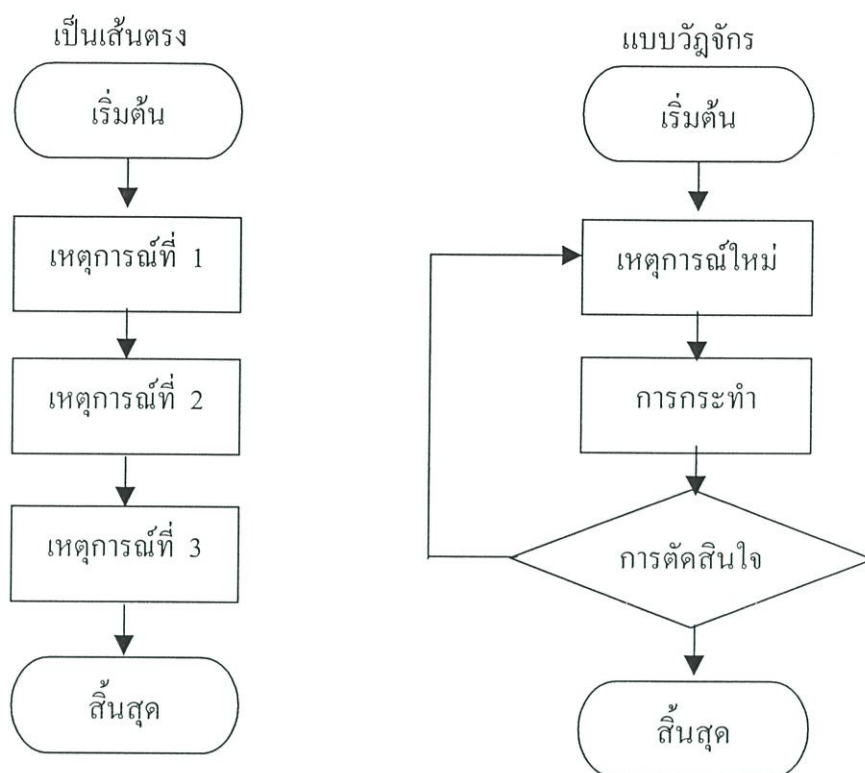 เป็นเส้นตรง
เริ่มต้น
เหตุการณ์ที่ 1
เหตุการณ์ที่ 2
เหตุการณ์ที่ 3
สิ้นสุด
แบบวัฎจักร
เริ่มต้น
เหตุการณ์ใหม่
การกระทำ
การตัดสินใจ
สิ้นสุด